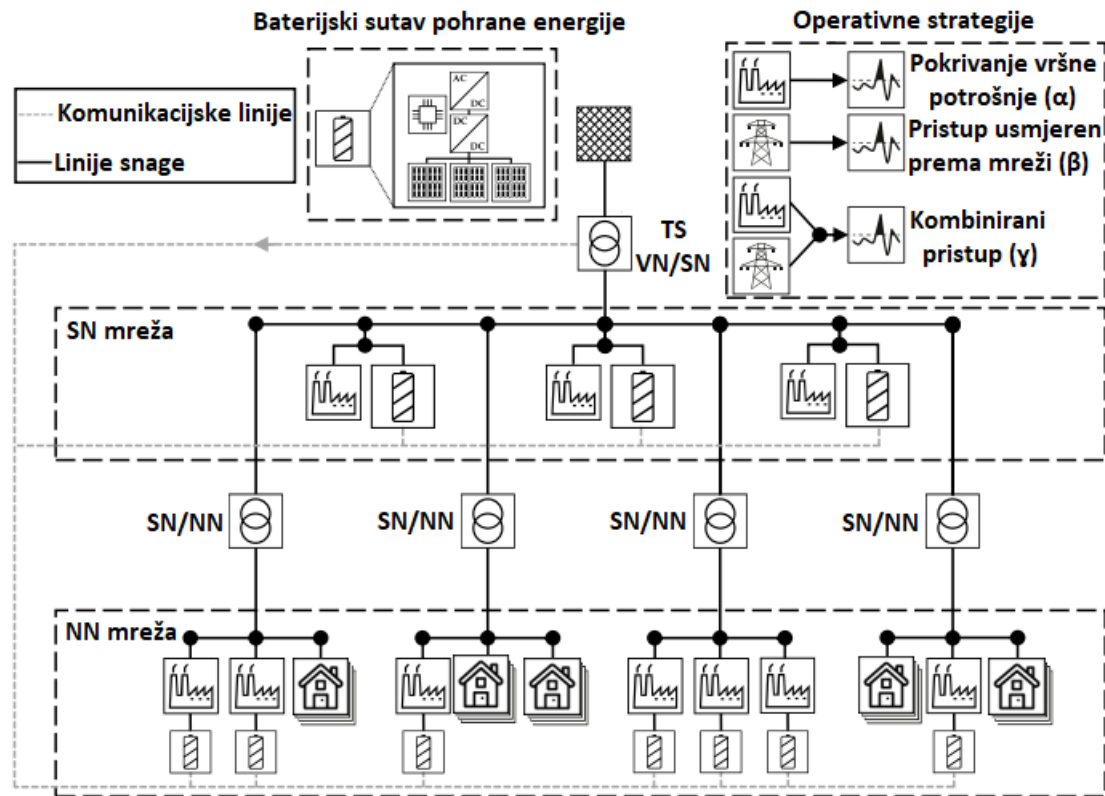 Baterijski sutav pohrane energije
Operativne strategije
Komunikacijske linije
Linije snage
AC
DC
DC
DC
Pokrivanje vršne
potrošnje (α)
Pristup usmjeren
prema mreži (β)
Kombinirani
pristup (ɣ)
TS
VN/SN
SN mreža
SN/NN
SN/NN
SN/NN
SN/NN
NN mreža